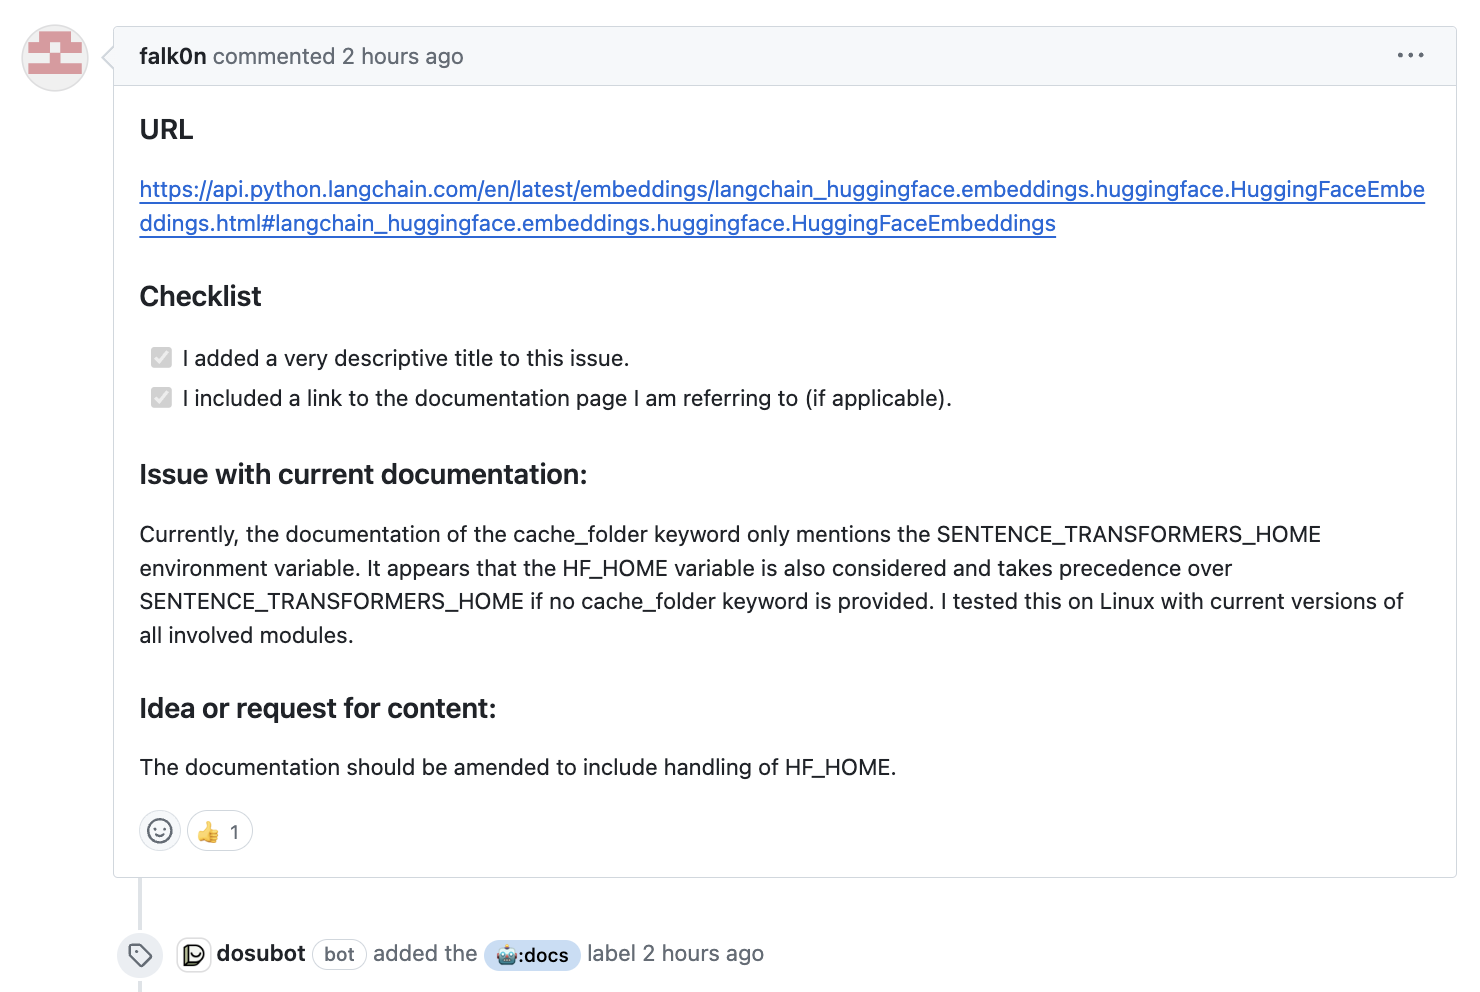 falk0n commented 2 hours ago
URL
https://api.python.langchain.com/en/latest/embeddings/langchain_huggingface.embeddings.huggingface.HuggingFaceEmbe
ddings.html#langchain_huggingface.embeddings.huggingface.HuggingFaceEmbeddings
Checklist
I added a very descriptive title to this issue.
I included a link to the documentation page I am referring to (if applicable).
Issue with current documentation:
Currently, the documentation of the cache_folder keyword only mentions the SENTENCE_TRANSFORMERS_HOME
environment variable. It appears that the HF_HOME variable is also considered and takes precedence over
SENTENCE_TRANSFORMERS_HOME if no cache_folder keyword is provided. I tested this on Linux with current versions of
all involved modules.
Idea or request for content:
The documentation should be amended to include handling of HF_HOME.
👍 1
dosubot bot added the 🤖:docs label 2 hours ago